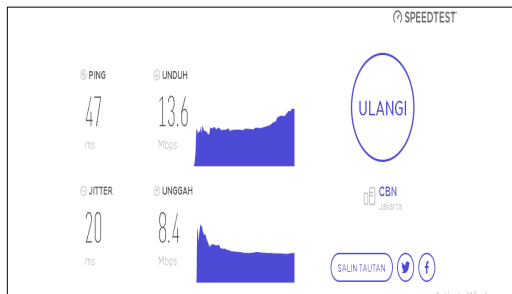 SPEEDTEST
PING
UNDUH
47
13.6
ms
Mbps
ULANGI
JITTER
UNGGAH
CBN
Jakarta
20
8.4
ms
Mbps
SALIN TAUTAN